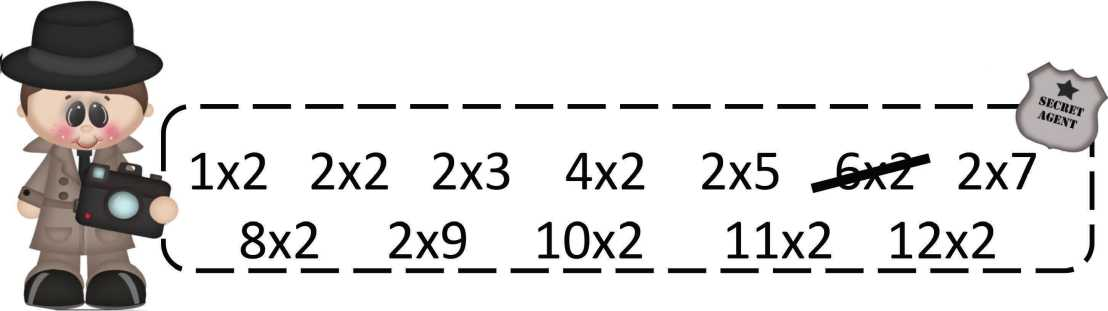 SECRET
AGENT
1x2 2x2 2x3 4x2 2x5 6x2 2x7
8x2 2x9 10x2 11x2 12x2